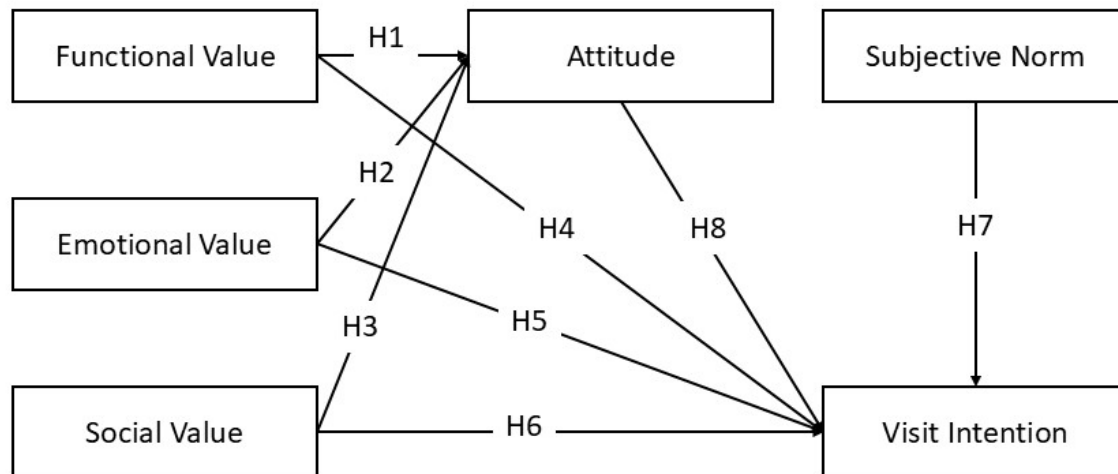 Functional Value
H1
Attitude
Subjective Norm
H2
Emotional Value
H4
H8
H7
H3
H5
Social Value
H6
Visit Intention